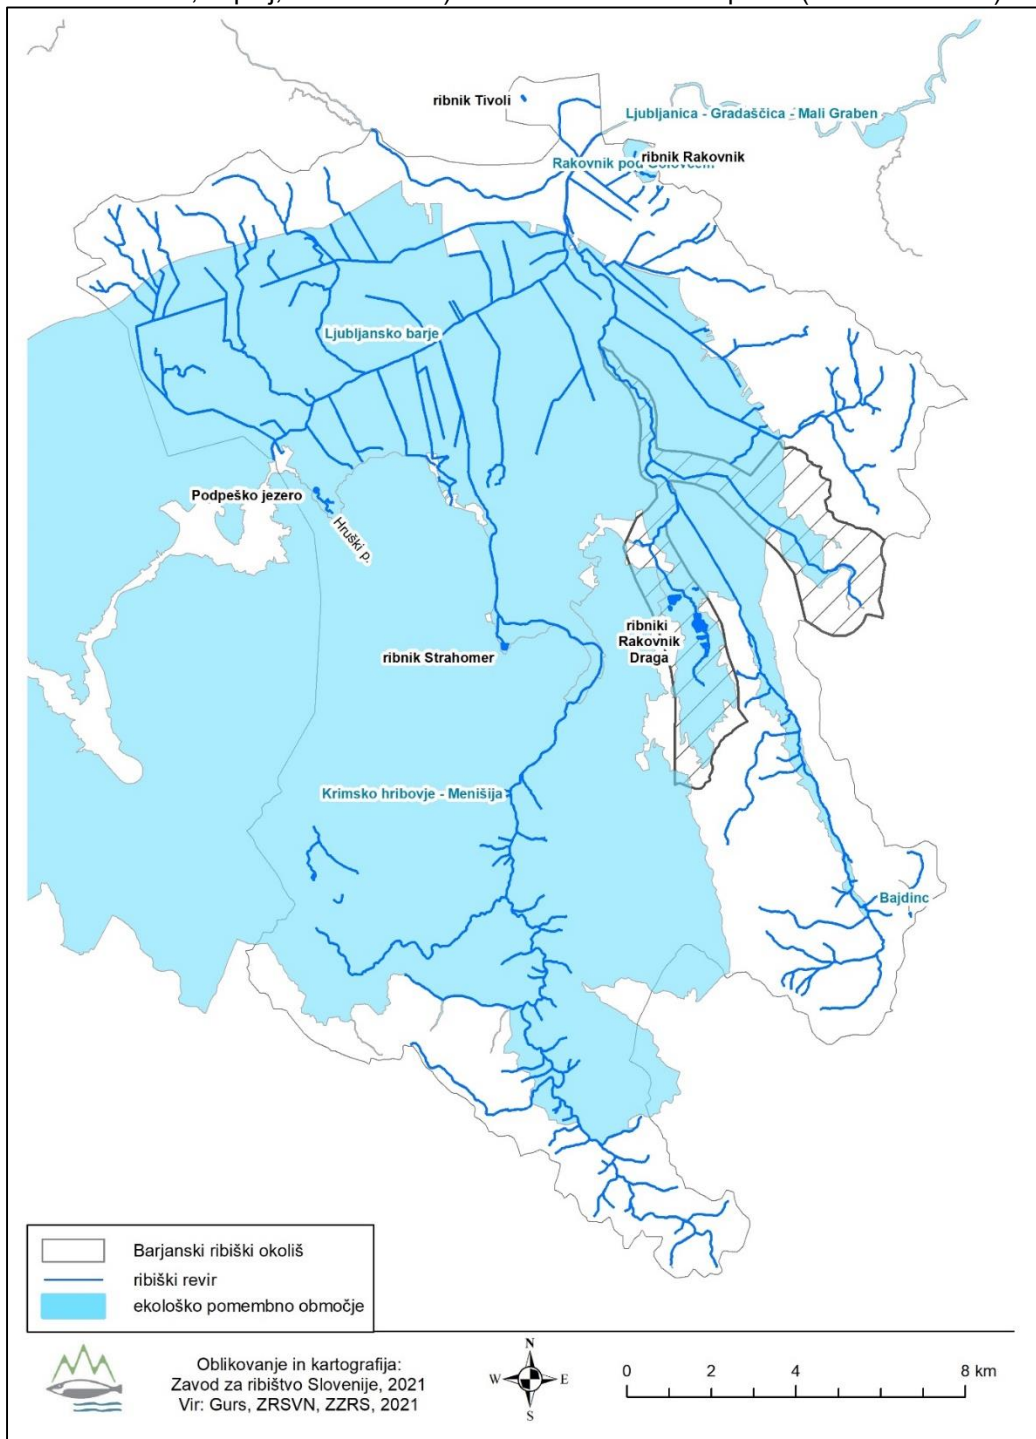 ribnik Tivoli
Ljubljanica - Gradaščica - Mali Graben
ribnik Rakovnik
Rakovnik pod Golovcem
Ljubljansko barje
Podpeško jezero
Hruški p.
ribniki
Rakovnik
Draga
ribnik Strahomer
Krimsko hribovje - Menišija
Bajdinc
Barjanski ribiški okoliš
ribiški revir
ekološko pomembno območje
Oblikovanje in kartografija:
Zavod za ribištvo Slovenije, 2021
Vir: Gurs, ZRSVN, ZZRS, 2021
N
W E
S
0 2 4 8 km